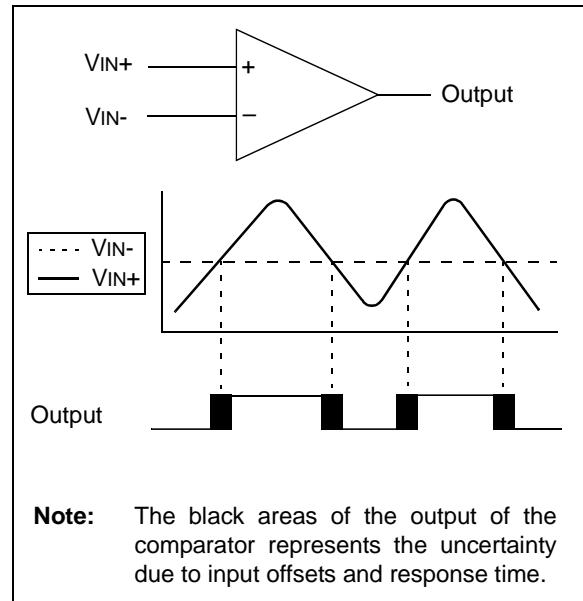 VIN+
+
Output
VIN-
−
VIN-
VIN+
Output
Note: The black areas of the output of the
comparator represents the uncertainty
due to input offsets and response time.